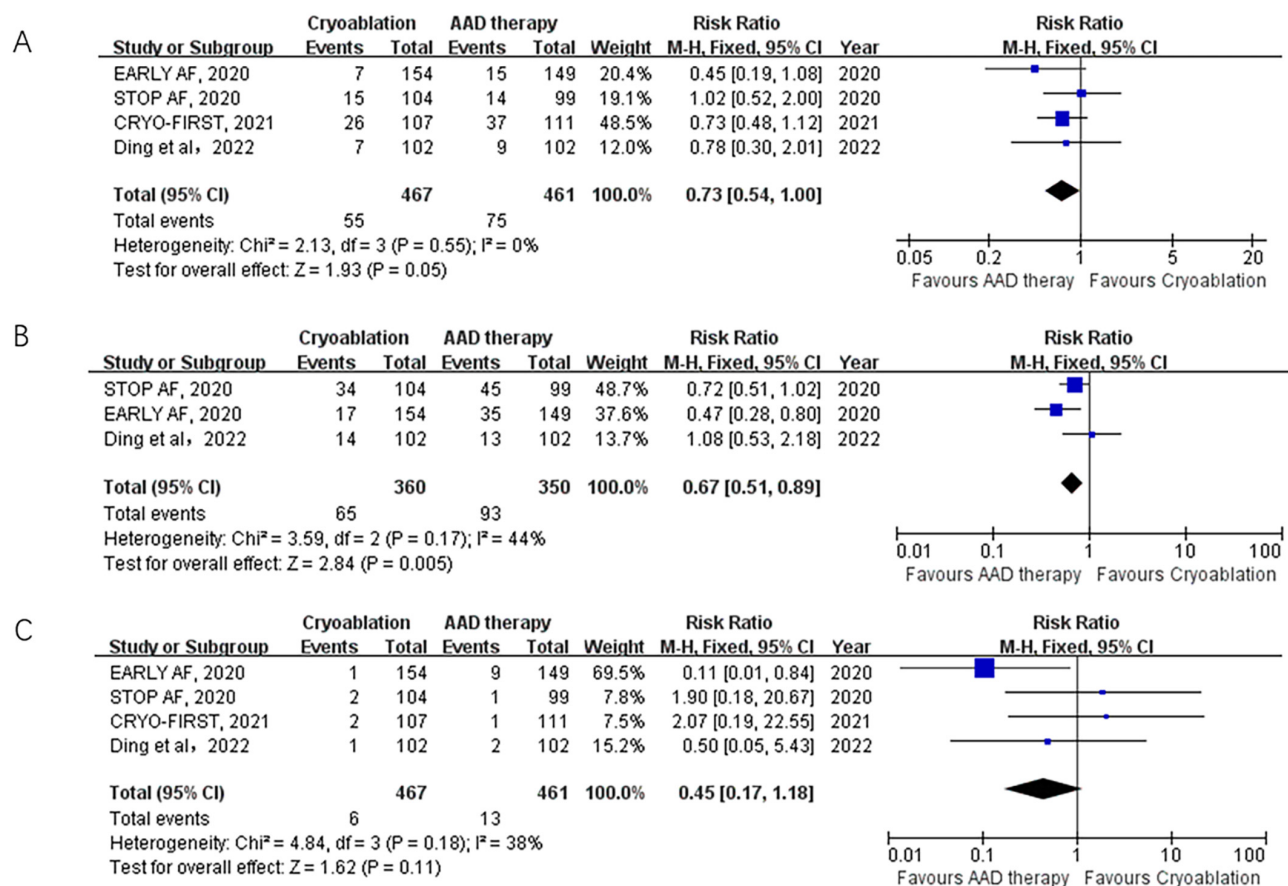 A
Cryoablation AAD therapy Risk Ratio Risk Ratio
Study or Subgroup Events Total Events Total Weight M-H, Fixed, 95% CI Year M-H, Fixed, 95% CI
EARLY AF, 2020 7 154 15 149 20.4% 0.45 [0.19, 1.08] 2020
STOP AF, 2020 15 104 14 99 19.1% 1.02 [0.52, 2.00] 2020
CRYO-FIRST, 2021 26 107 37 111 48.5% 0.73 [0.48, 1.12] 2021
Ding et al，2022 7 102 9 102 12.0% 0.78 [0.30, 2.01] 2022
Total (95% CI) 467 461 100.0% 0.73 [0.54, 1.00]
Total events 55 75
Heterogeneity: Chi² = 2.13, df = 3 (P = 0.55); I² = 0%
Test for overall effect: Z = 1.93 (P = 0.05)
0.05 0.2 1 5 20
Favours AAD theray Favours Cryoablation
B
Cryoablation AAD therapy Risk Ratio Risk Ratio
Study or Subgroup Events Total Events Total Weight M-H, Fixed, 95% CI Year M-H, Fixed, 95% CI
STOP AF, 2020 34 104 45 99 48.7% 0.72 [0.51, 1.02] 2020
EARLY AF, 2020 17 154 35 149 37.6% 0.47 [0.28, 0.80] 2020
Ding et al，2022 14 102 13 102 13.7% 1.08 [0.53, 2.18] 2022
Total (95% CI) 360 350 100.0% 0.67 [0.51, 0.89]
Total events 65 93
Heterogeneity: Chi² = 3.59, df = 2 (P = 0.17); I² = 44%
Test for overall effect: Z = 2.84 (P = 0.005)
0.01 0.1 1 10 100
Favours AAD therapy Favours Cryoablation
C
Cryoablation AAD therapy Risk Ratio Risk Ratio
Study or Subgroup Events Total Events Total Weight M-H, Fixed, 95% CI Year M-H, Fixed, 95% CI
EARLY AF, 2020 1 154 9 149 69.5% 0.11 [0.01, 0.84] 2020
STOP AF, 2020 2 104 1 99 7.8% 1.90 [0.18, 20.67] 2020
CRYO-FIRST, 2021 2 107 1 111 7.5% 2.07 [0.19, 22.55] 2021
Ding et al，2022 1 102 2 102 15.2% 0.50 [0.05, 5.43] 2022
Total (95% CI) 467 461 100.0% 0.45 [0.17, 1.18]
Total events 6 13
Heterogeneity: Chi² = 4.84, df = 3 (P = 0.18); I² = 38%
Test for overall effect: Z = 1.62 (P = 0.11)
0.01 0.1 1 10 100
Favours AAD therapy Favours Cryoablation